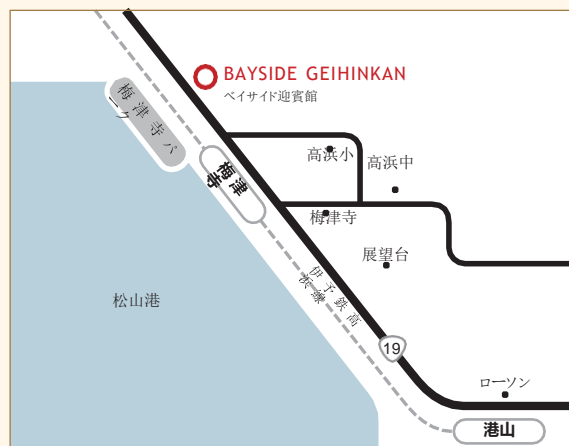 BAYSIDE GEIHINKAN
ベイサイド迎賓館
梅津寺パーク
高浜小
高浜中
梅津寺
梅津寺
展望台
伊予鉄高浜線
松山港
19
ローソン
港山